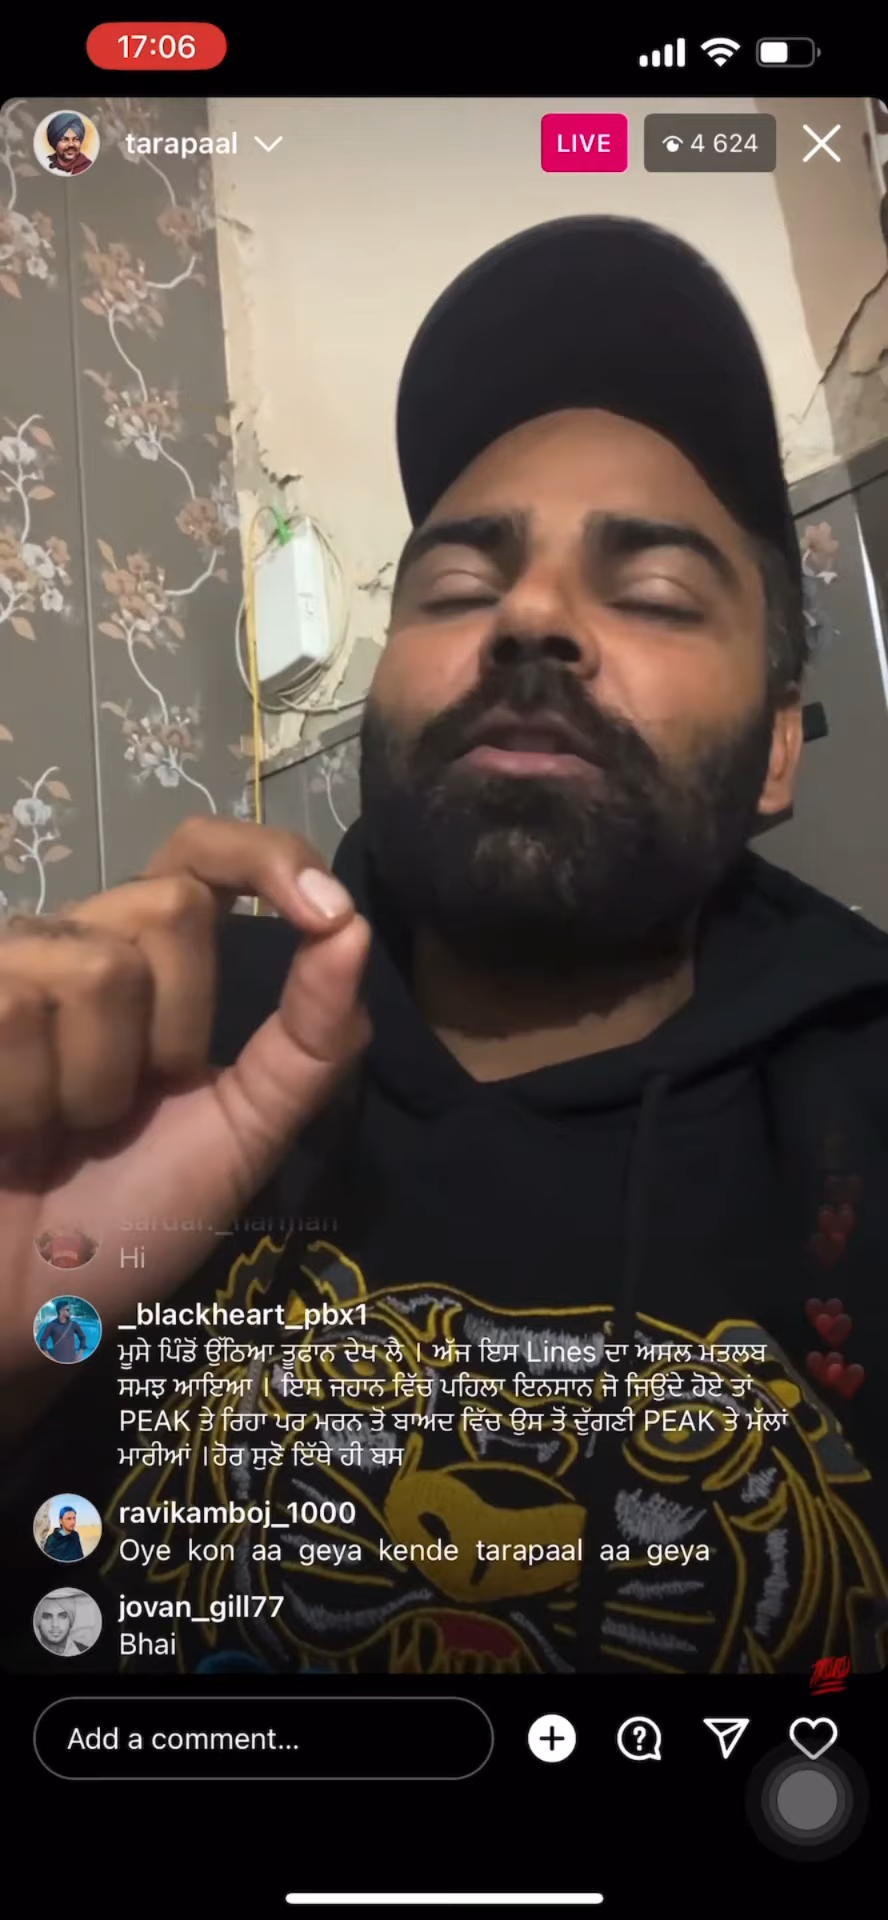 17:06
tarapaal
LIVE
4 624
sardar._harman
Hi
_blackheart_pbx1
ਮੂਸੇ ਪਿੰਡੋਂ ਉੱਠਿਆ ਤੂਫਾਨ ਦੇਖ ਲੈ । ਅੱਜ ਇਸ Lines ਦਾ ਅਸਲ ਮਤਲਬ
ਸਮਝ ਆਇਆ । ਇਸ ਜਹਾਨ ਵਿੱਚ ਪਹਿਲਾ ਇਨਸਾਨ ਜੋ ਜਿਉਂਦੇ ਹੋਏ ਤਾਂ
PEAK ਤੇ ਰਿਹਾ ਪਰ ਮਰਨ ਤੋਂ ਬਾਅਦ ਵਿੱਚ ਉਸ ਤੋਂ ਦੁੱਗਣੀ PEAK ਤੇ ਮੱਲਾਂ
ਮਾਰੀਆਂ ।ਹੋਰ ਸੁਣੋ ਇੱਥੇ ਹੀ ਬਸ
ravikamboj_1000
Oye kon aa geya kende tarapaal aa geya
jovan_gill77
Bhai
Add a comment...